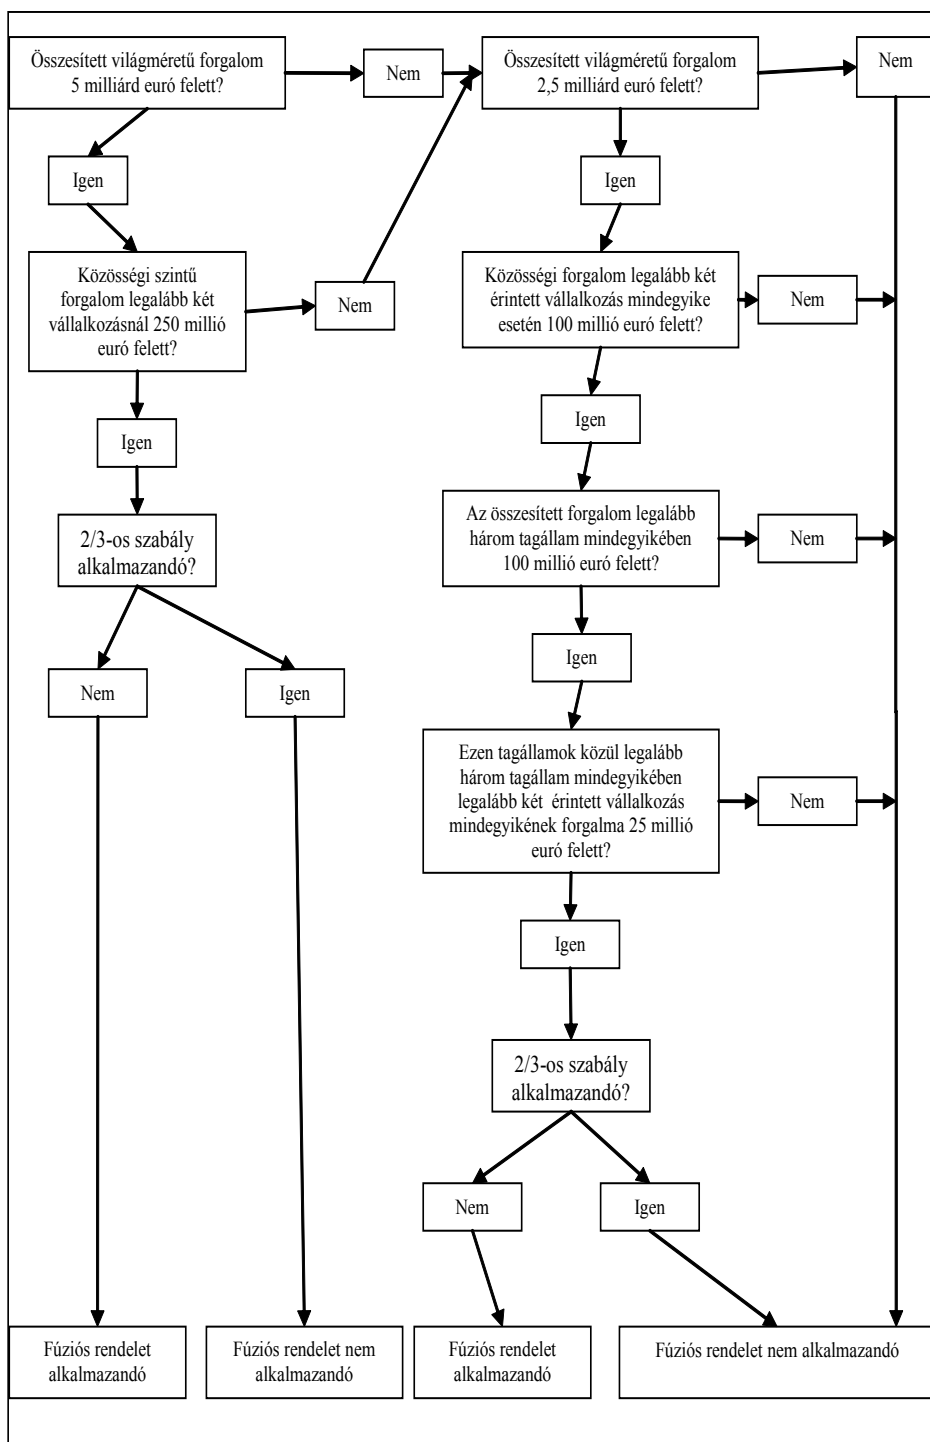 Összesített világméretű forgalom
5 milliárd euró felett?
Nem
Összesített világméretű forgalom
2,5 milliárd euró felett?
Nem
Igen
Igen
Közösségi szintű
forgalom legalább két
vállalkozásnál 250 millió
euró felett?
Nem
Közösségi forgalom legalább két
érintett vállalkozás mindegyike
esetén 100 millió euró felett?
Nem
Igen
Igen
2/3-os szabály
alkalmazandó?
Az összesített forgalom legalább
három tagállam mindegyikében
100 millió euró felett?
Nem
Igen
Nem
Igen
Ezen tagállamok közül legalább
három tagállam mindegyikében
legalább két érintett vállalkozás
mindegyikének forgalma 25 millió
euró felett?
Nem
Igen
2/3-os szabály
alkalmazandó?
Nem
Igen
Fúziós rendelet
alkalmazandó
Fúziós rendelet nem
alkalmazandó
Fúziós rendelet
alkalmazandó
Fúziós rendelet nem alkalmazandó